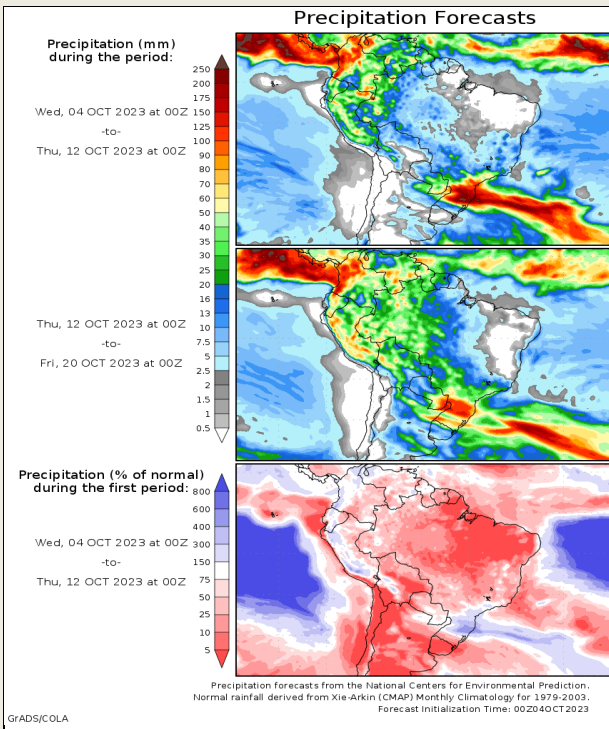 Precipitation Forecasts
Precipitation (mm)
during the period:
Wed, 04 OCT 2023 at 00Z
-to-
Thu, 12 OCT 2023 at 00Z
250
200
175
150
125
100
90
80
70
60
50
40
35
30
25
20
16
13
10
7.5
5
2.5
2
1.5
1
0.5
Thu, 12 OCT 2023 at 00Z
-to-
Fri, 20 OCT 2023 at 00Z
Precipitation (% of normal)
during the first period:
Wed, 04 OCT 2023 at 00Z
-to-
Thu, 12 OCT 2023 at 00Z
800
600
400
300
150
75
50
25
10
5
Precipitation forecasts from the National Centers for Environmental Prediction.
Normal rainfall derived from Xie-Arkin (CMAP) Monthly Climatology for 1979-2003.
Forecast Initialization Time: 00Z04OCT2023
GrADS/COLA